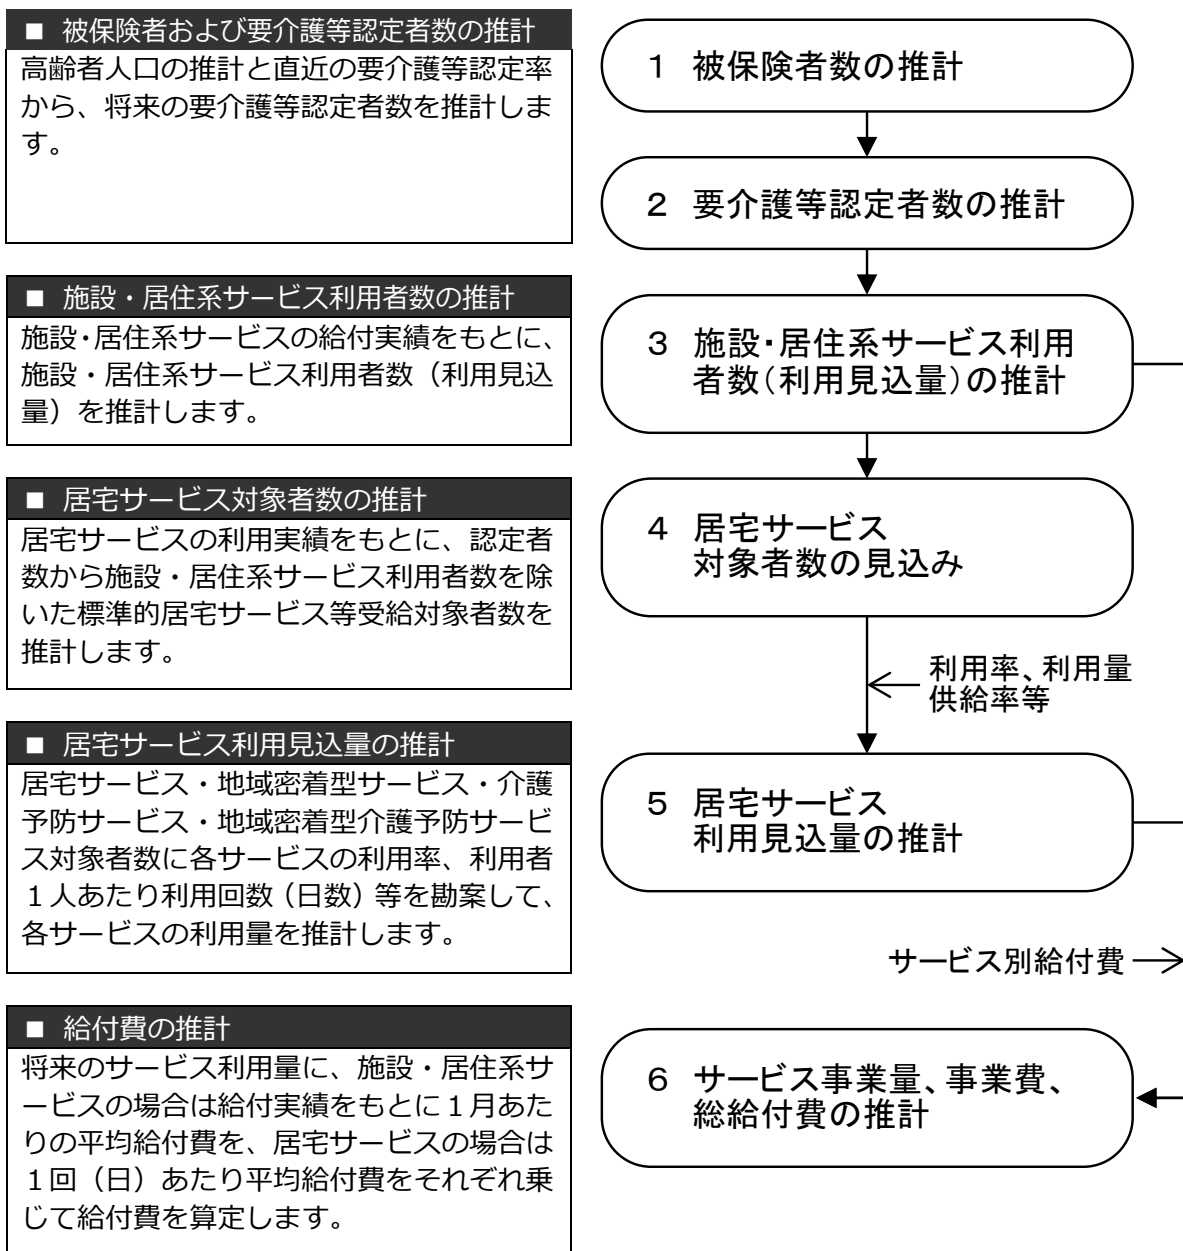 ■ 被保険者および要介護等認定者数の推計
高齢者人口の推計と直近の要介護等認定率
から、将来の要介護等認定者数を推計しま
す。
■ 施設・居住系サービス利用者数の推計
施設・居住系サービスの給付実績をもとに、
施設・居住系サービス利用者数（利用見込
量）を推計します。
■ 居宅サービス対象者数の推計
居宅サービスの利用実績をもとに、認定者
数から施設・居住系サービス利用者数を除
いた標準的居宅サービス等受給対象者数を
推計します。
■ 居宅サービス利用見込量の推計
居宅サービス・地域密着型サービス・介護
予防サービス・地域密着型介護予防サービ
ス対象者数に各サービスの利用率、利用者
１人あたり利用回数（日数）等を勘案して、
各サービスの利用量を推計します。
■ 給付費の推計
将来のサービス利用量に、施設・居住系サ
ービスの場合は給付実績をもとに１月あた
りの平均給付費を、居宅サービスの場合は
１回（日）あたり平均給付費をそれぞれ乗
じて給付費を算定します。
１ 被保険者数の推計
２ 要介護等認定者数の推計
３ 施設・居住系サービス利用
者数（利用見込量）の推計
４ 居宅サービス
対象者数の見込み
利用率、利用量
供給率等
５ 居宅サービス
利用見込量の推計
サービス別給付費
６ サービス事業量、事業費、
総給付費の推計